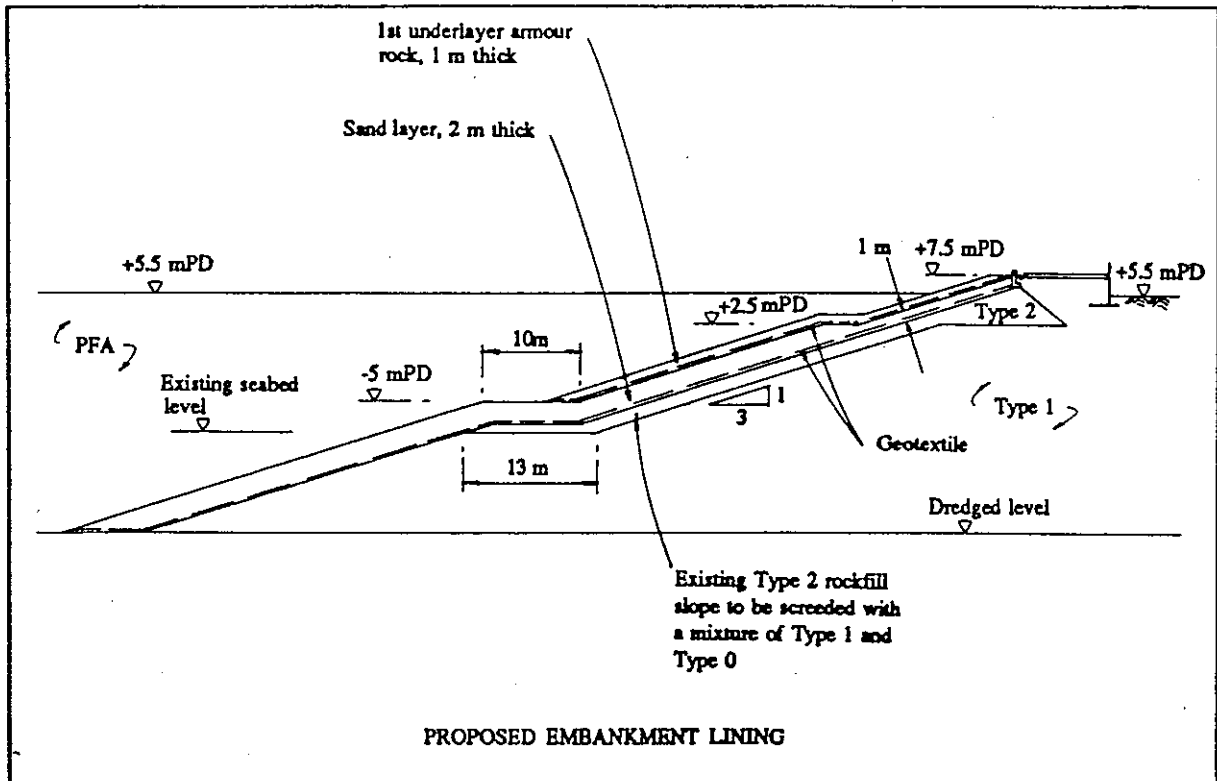 1st underlayer armour
rock, 1 m thick
Sand layer, 2 m thick
+5.5 mPD
1 m
+7.5 mPD
+5.5 mPD
+2.5 mPD
Type 2
PFA
10m
-5 mPD
Existing seabed
level
1
3
Type 1
Geotextile
13 m
Dredged level
Existing Type 2 rockfill
slope to be screeded with
a mixture of Type 1 and
Type 0
PROPOSED EMBANKMENT LINING